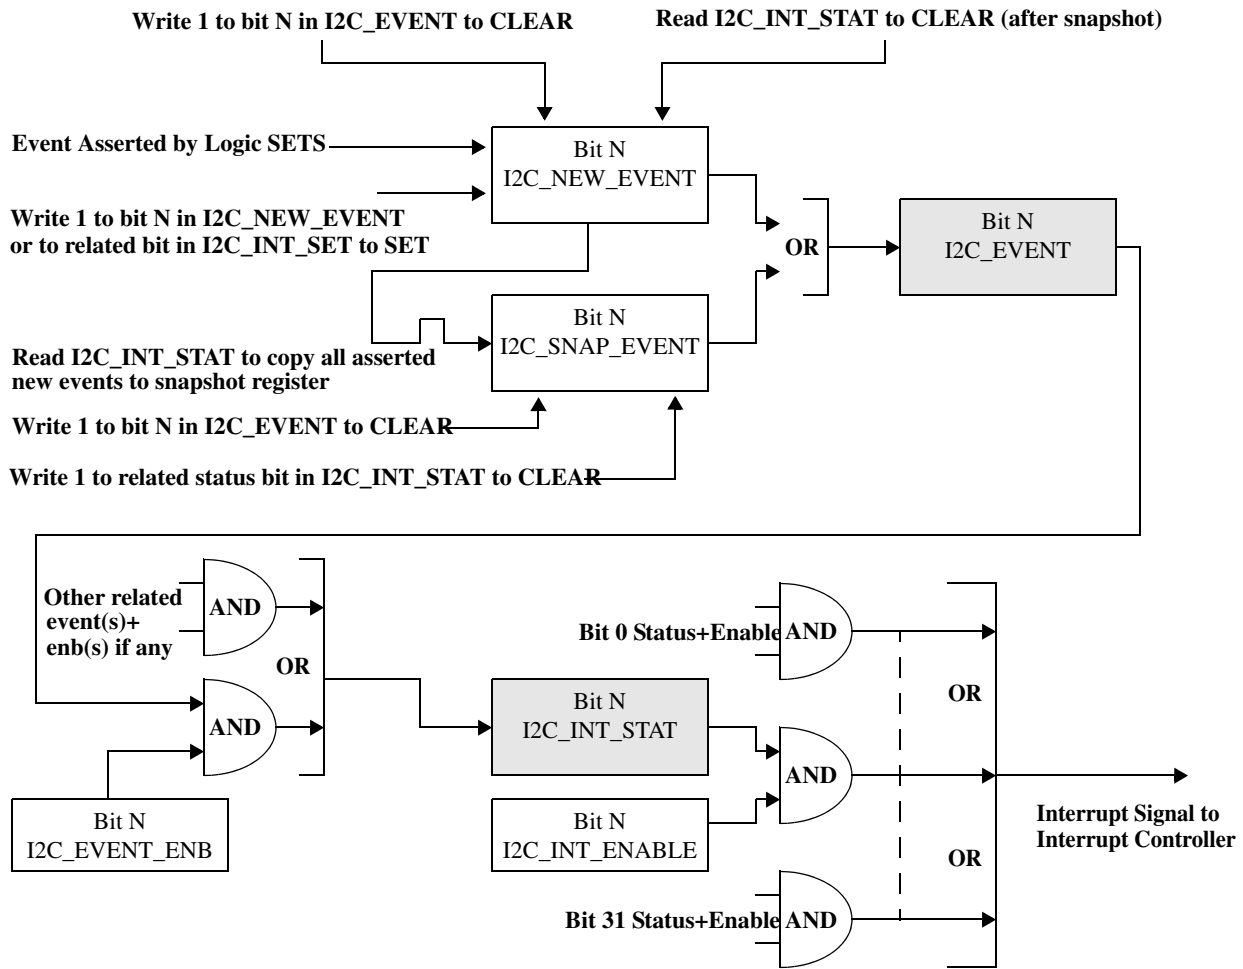 Write 1 to bit N in I2C_EVENT to CLEAR
Read I2C_INT_STAT to CLEAR (after snapshot)
Event Asserted by Logic SETS
Bit N
I2C_NEW_EVENT
Write 1 to bit N in I2C_NEW_EVENT
or to related bit in I2C_INT_SET to SET
OR
Bit N
I2C_EVENT
Bit N
I2C_SNAP_EVENT
Read I2C_INT_STAT to copy all asserted
new events to snapshot register
Write 1 to bit N in I2C_EVENT to CLEAR
Write 1 to related status bit in I2C_INT_STAT to CLEAR
Other related
event(s)+
enb(s) if any
AND
OR
AND
Bit N
I2C_EVENT_ENB
Bit N
I2C_INT_STAT
Bit N
I2C_INT_ENABLE
Bit 0 Status+Enable
AND
OR
AND
OR
Bit 31 Status+Enable
AND
Interrupt Signal to
Interrupt Controller